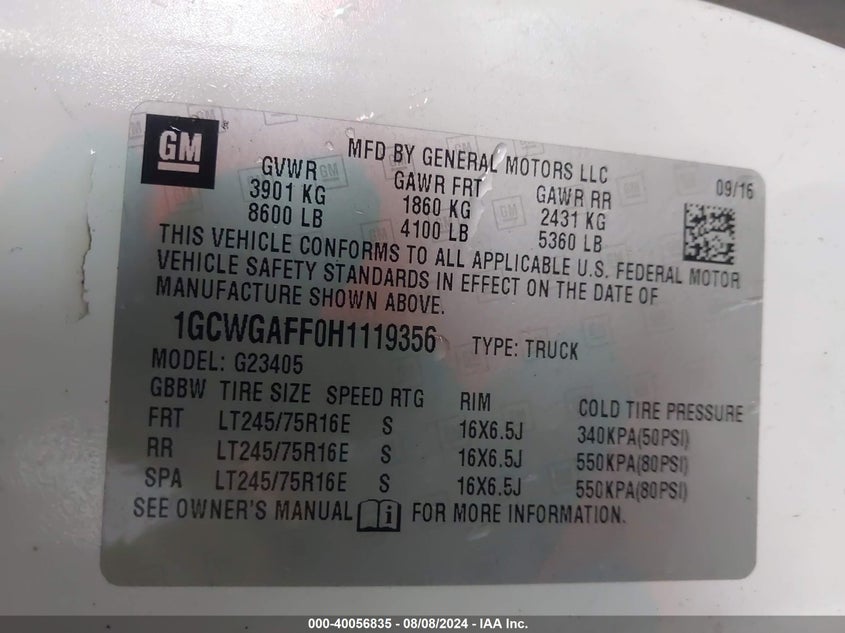 GM
MFD BY GENERAL MOTORS LLC
09/16
GVWR GAWR FRT GAWR RR
3901 KG 1860 KG 2431 KG
8600 LB 4100 LB 5360 LB
THIS VEHICLE CONFORMS TO ALL APPLICABLE U.S. FEDERAL MOTOR
VEHICLE SAFETY STANDARDS IN EFFECT ON THE DATE OF
MANUFACTURE SHOWN ABOVE.
1GCWGAFF0H1119356 TYPE: TRUCK
MODEL: G23405
GBBW TIRE SIZE SPEED RTG RIM COLD TIRE PRESSURE
FRT LT245/75R16E S 16X6.5J 340KPA(50PSI)
RR LT245/75R16E S 16X6.5J 550KPA(80PSI)
SPA LT245/75R16E S 16X6.5J 550KPA(80PSI)
SEE OWNER'S MANUAL FOR MORE INFORMATION.
000-40056835 - 08/08/2024 - IAA Inc.